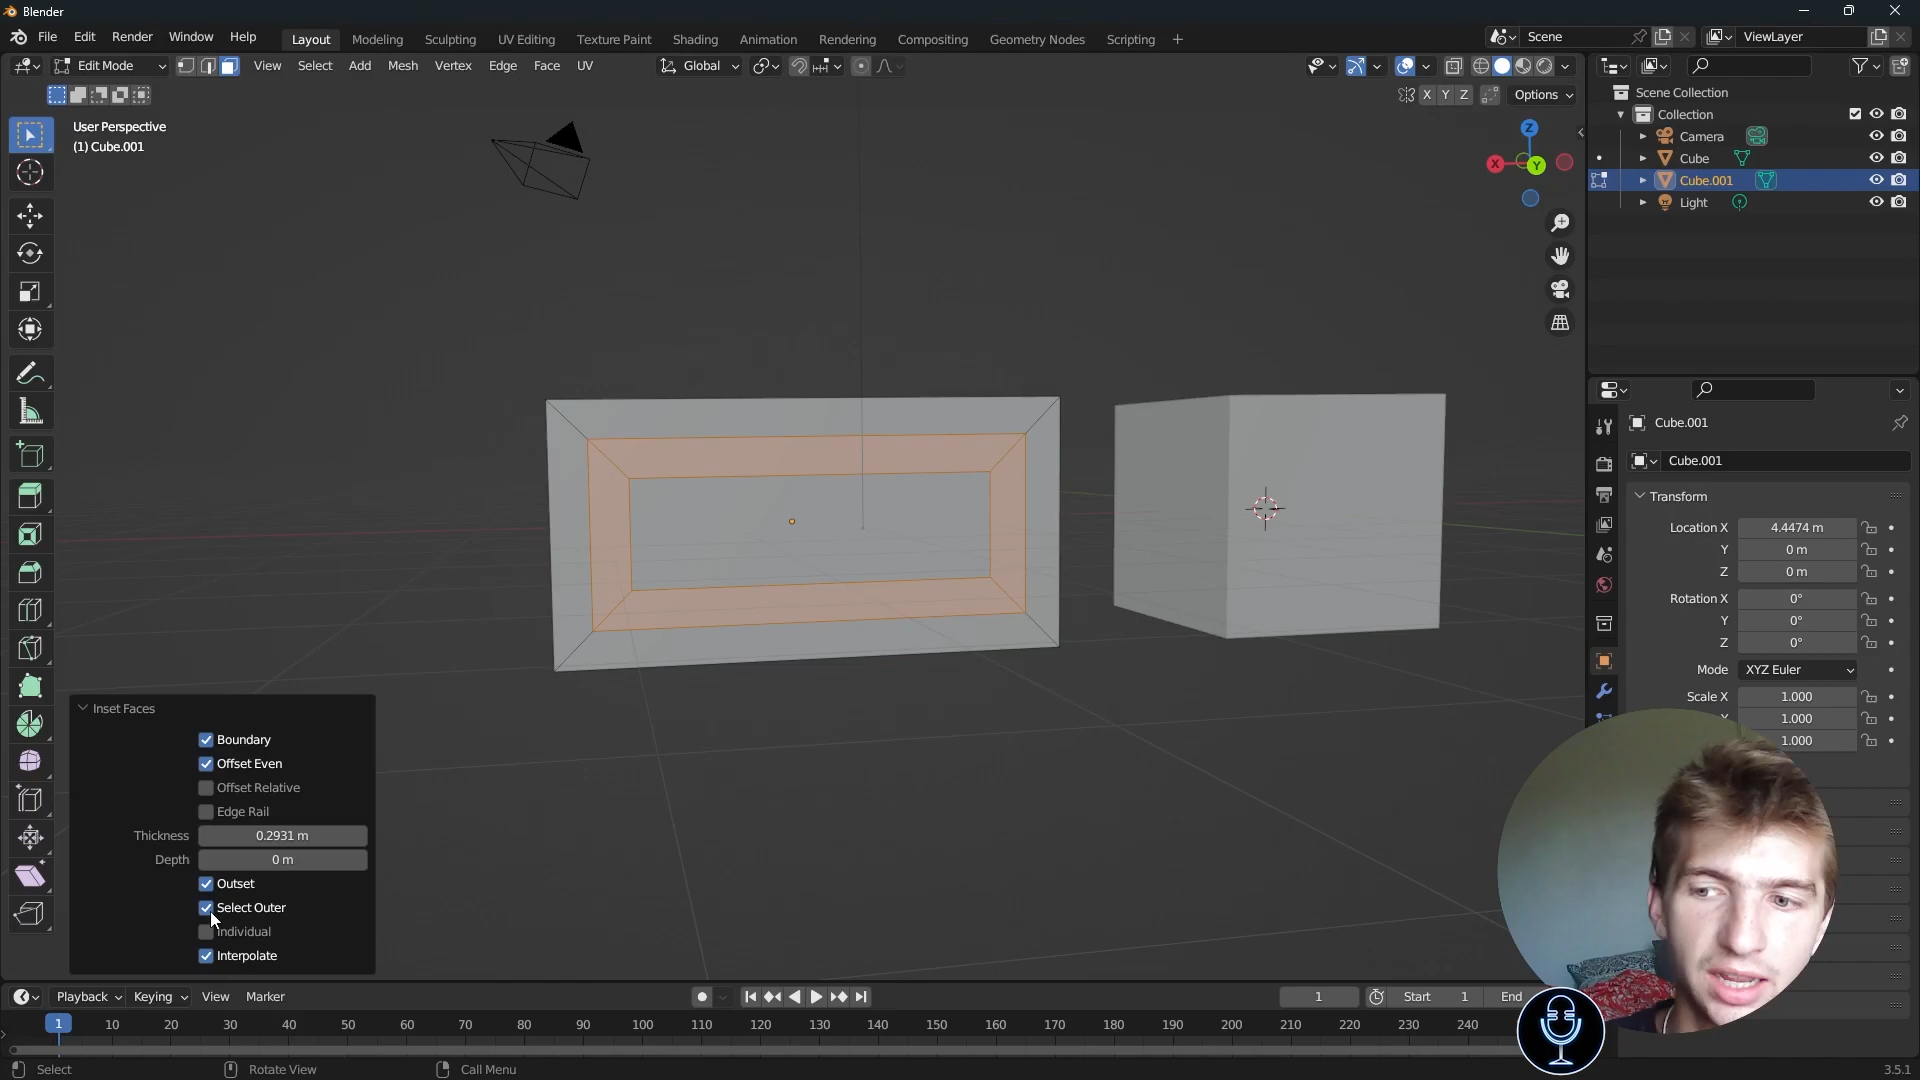 Blender
File Edit Render Window Help Layout Modeling Sculpting UV Editing Texture Paint Shading Animation Rendering Compositing Geometry Nodes Scripting + Scene ViewLayer
Edit Mode View Select Add Mesh Vertex Edge Face UV Global
X Y Z Options
User Perspective
(1) Cube.001
Z
X Y
Scene Collection
Collection
Camera
Cube
Cube.001
Light
Cube.001
Cube.001
Transform
Location X 4.4474 m
Y 0 m
Z 0 m
Rotation X 0°
Y 0°
Z 0°
Mode XYZ Euler
Scale X 1.000
1.000
1.000
Inset Faces
Boundary
Offset Even
Offset Relative
Edge Rail
Thickness 0.2931 m
Depth 0 m
Outset
Select Outer
Individual
Interpolate
Playback Keying View Marker 1 Start 1 End
1 10 20 30 40 50 60 70 80 90 100 110 120 130 140 150 160 170 180 190 200 210 220 230 240
Select Rotate View Call Menu 3.5.1